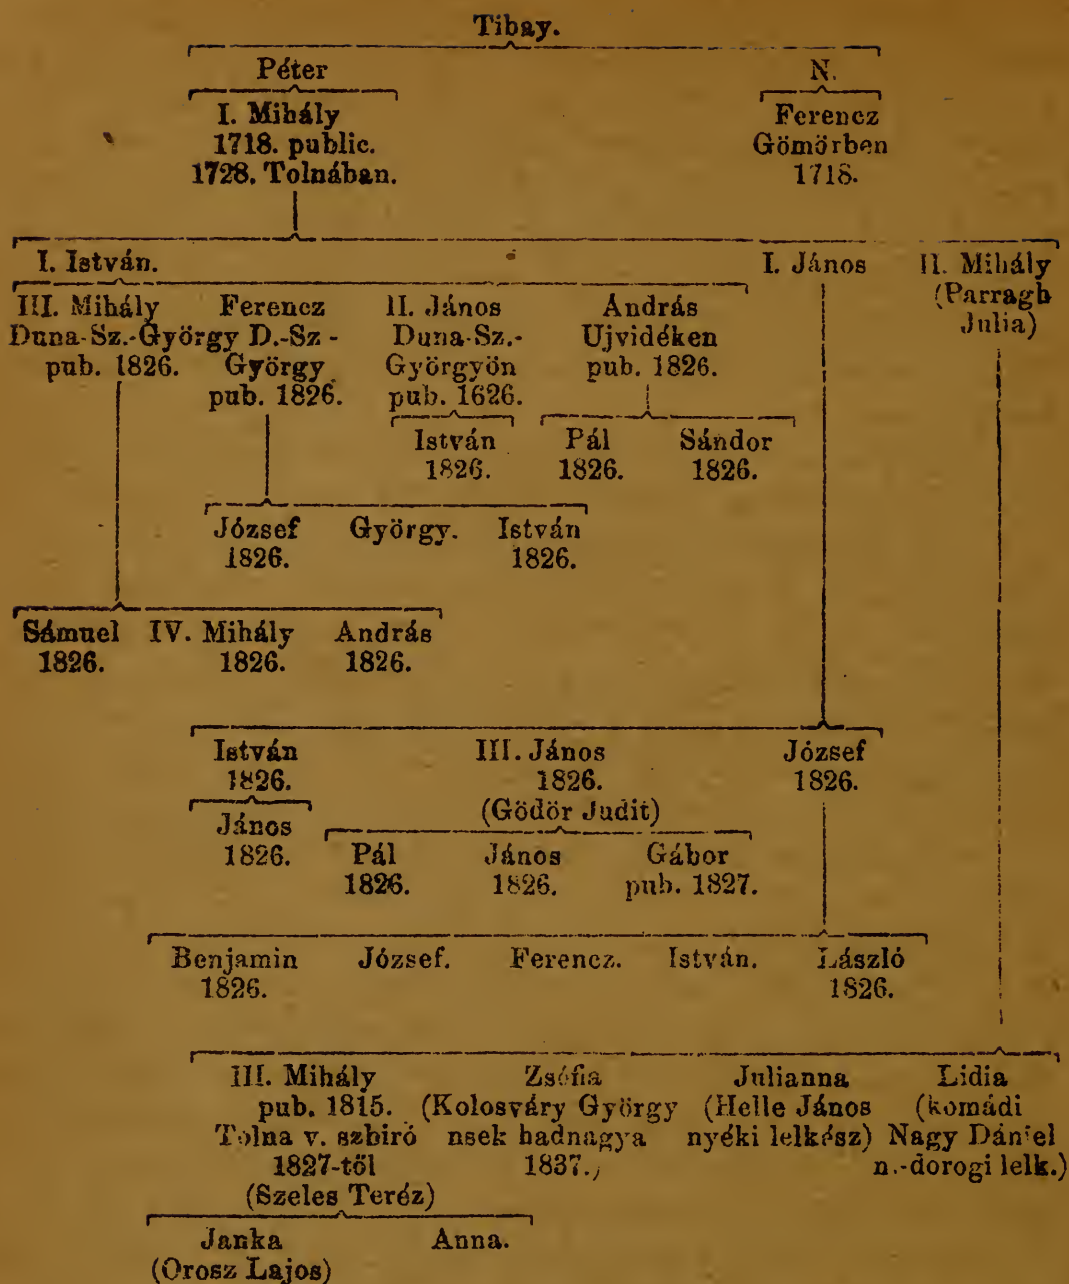 Tibay.
Péter N.
I. Mihály Ferencz
1718. public. Gömörben
1728. Tolnában. 1718.
I. István. I. János II. Mihály
(Parragh
Julia)
III. Mihály Ferencz II. János András
Duna-Sz.-György D.-Sz - Duna-Sz.- Ujvidéken
pub. 1826. György Györgyön pub. 1826.
pub. 1826. pub. 1626.
István Pál Sándor
1826. 1826. 1826.
József György. István
1826. 1826.
Sámuel IV. Mihály András
1826. 1826. 1826.
István III. János József
1826. 1826. 1826.
(Gödör Judit)
János
1826. Pál János Gábor
1826. 1826. pub. 1827.
Benjamin József. Ferencz. István. László
1826. 1826.
III. Mihály Zsófia Julianna Lidia
pub. 1815. (Kolosváry György (Helle János (komádi
Tolna v. szbiró nsek hadnagya nyéki lelkész) Nagy Dániel
1827-től 1837.) n.-dorogi lelk.)
(Szeles Teréz)
Janka Anna.
(Orosz Lajos)